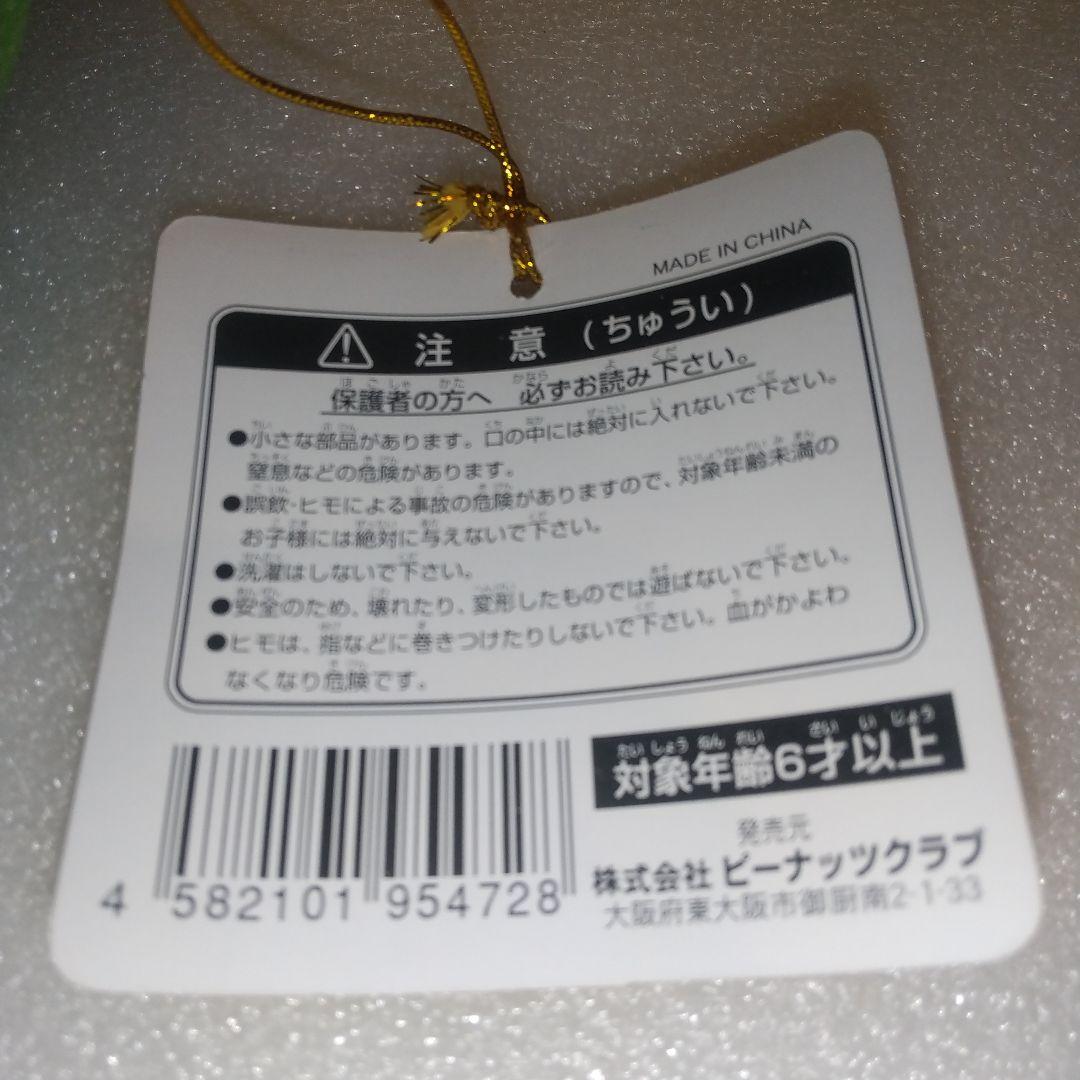 MADE IN CHINA
注 意 (ちゅうい)
保護者の方へ 必ずお読み下さい。
●小さな部品があります。口の中には絶対に入れないで下さい。
窒息などの危険があります。
●誤飲・ヒモによる事故の危険がありますので、対象年齢未満の
お子様には絶対に与えないで下さい。
●洗濯はしないで下さい。
●安全のため、壊れたり、変形したものでは遊ばないで下さい。
●ヒモは、指などに巻きつけたりしないで下さい。血がかよわ
なくなり危険です。
対象年齢6才以上
発売元
株式会社 ピーナッツクラブ
大阪府東大阪市御厨南2-1-33
4 582101 954728